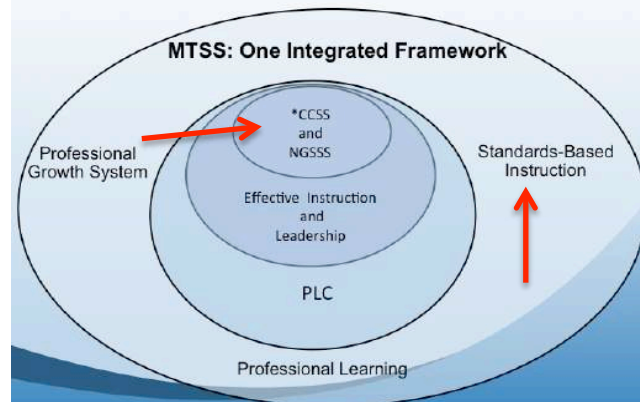 MTSS: One Integrated Framework
*CCSS
and
NGSSS
Professional
Growth System
Standards-Based
Instruction
Effective Instruction
and
Leadership
PLC
Professional Learning